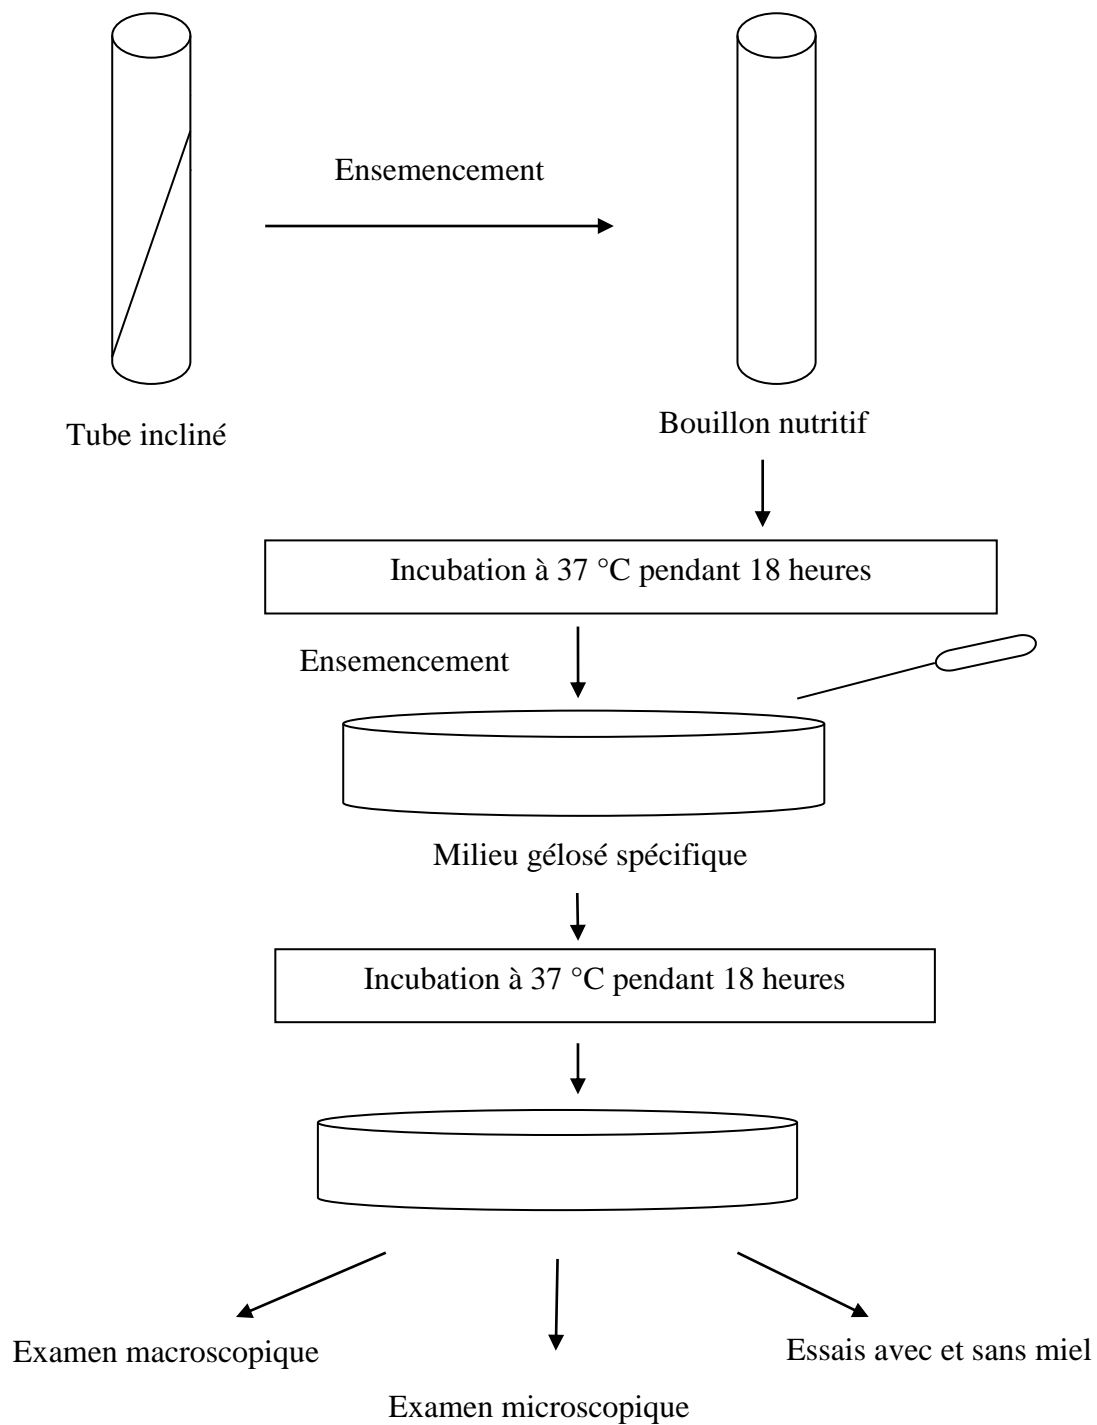 Ensemencement
Tube incliné
Bouillon nutritif
Incubation à 37 °C pendant 18 heures
Ensemencement
Milieu gélosé spécifique
Incubation à 37 °C pendant 18 heures
Examen macroscopique
Essais avec et sans miel
Examen microscopique